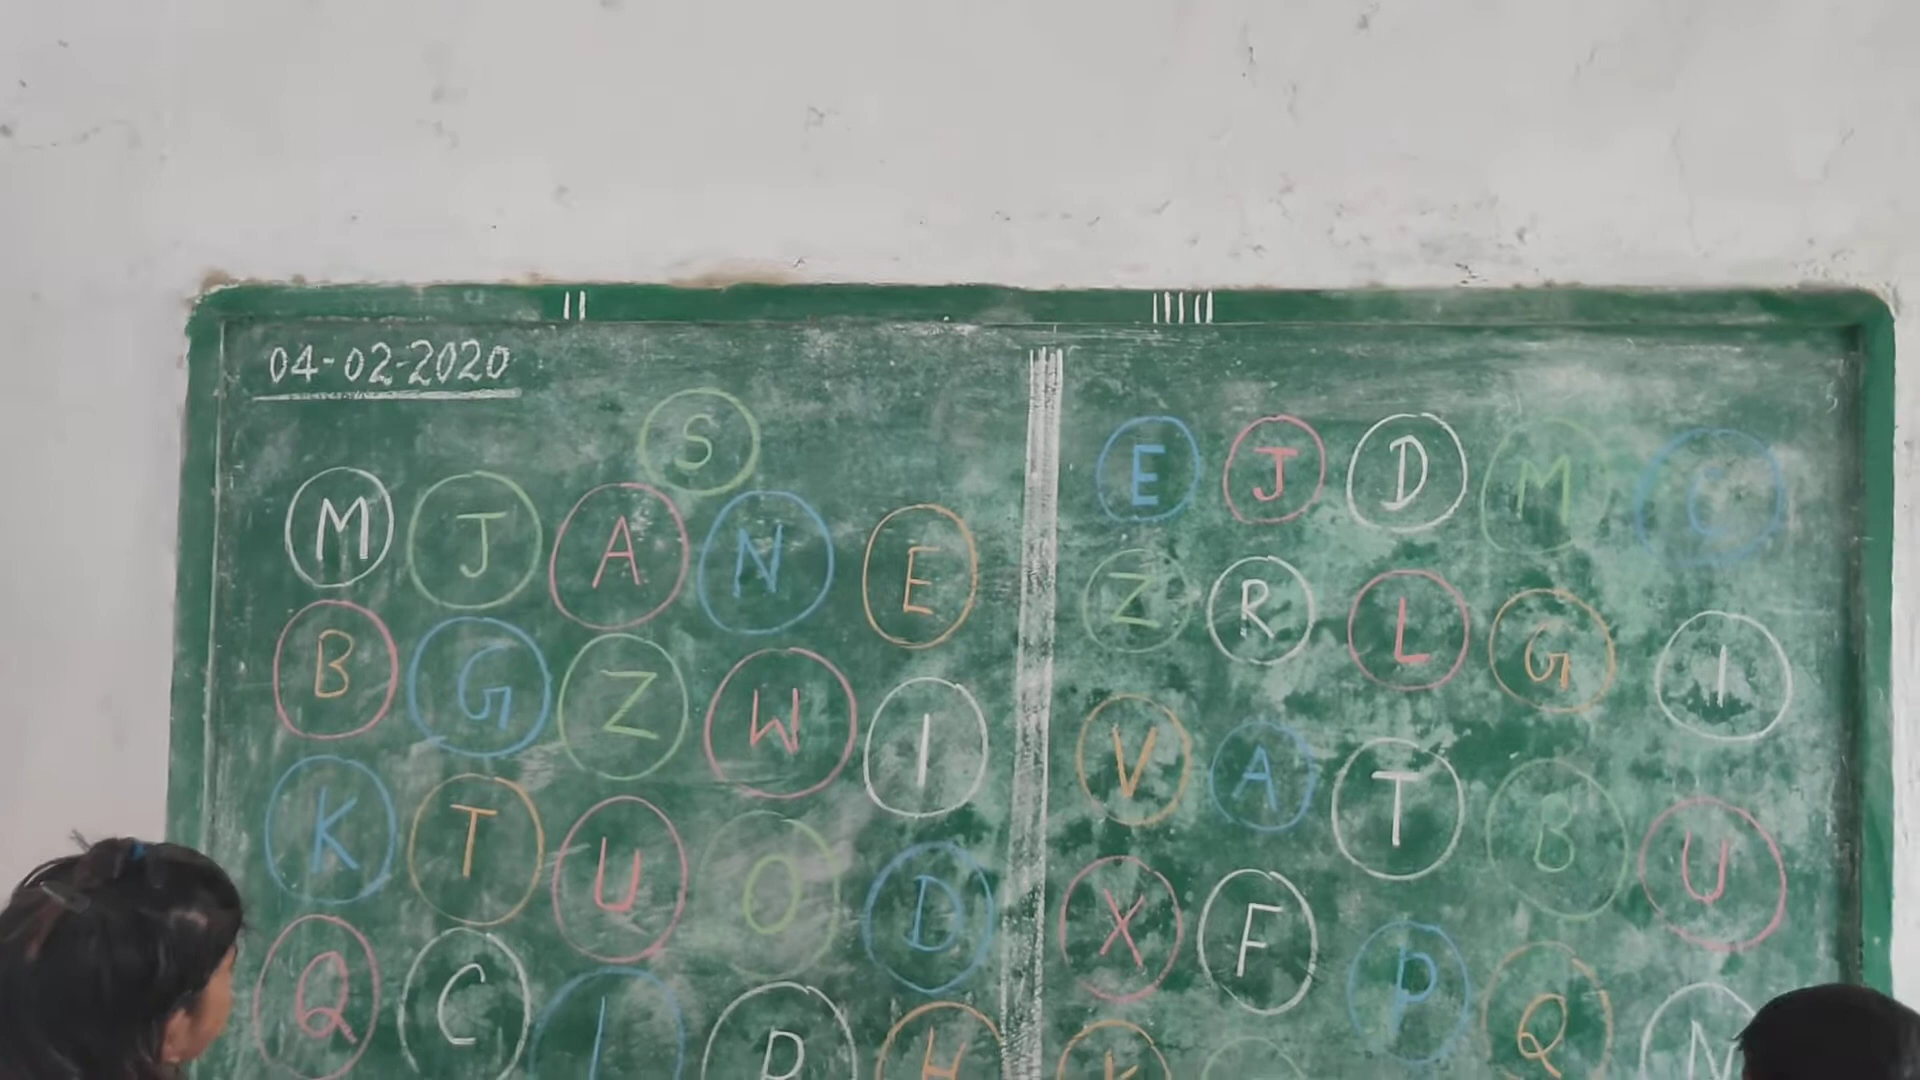 || |||||
04-02-2020
S
M J A N E
B G Z W I
K T U O D
Q C
H
E J D M C
Z R L G I
V A T B U
X F P Q N